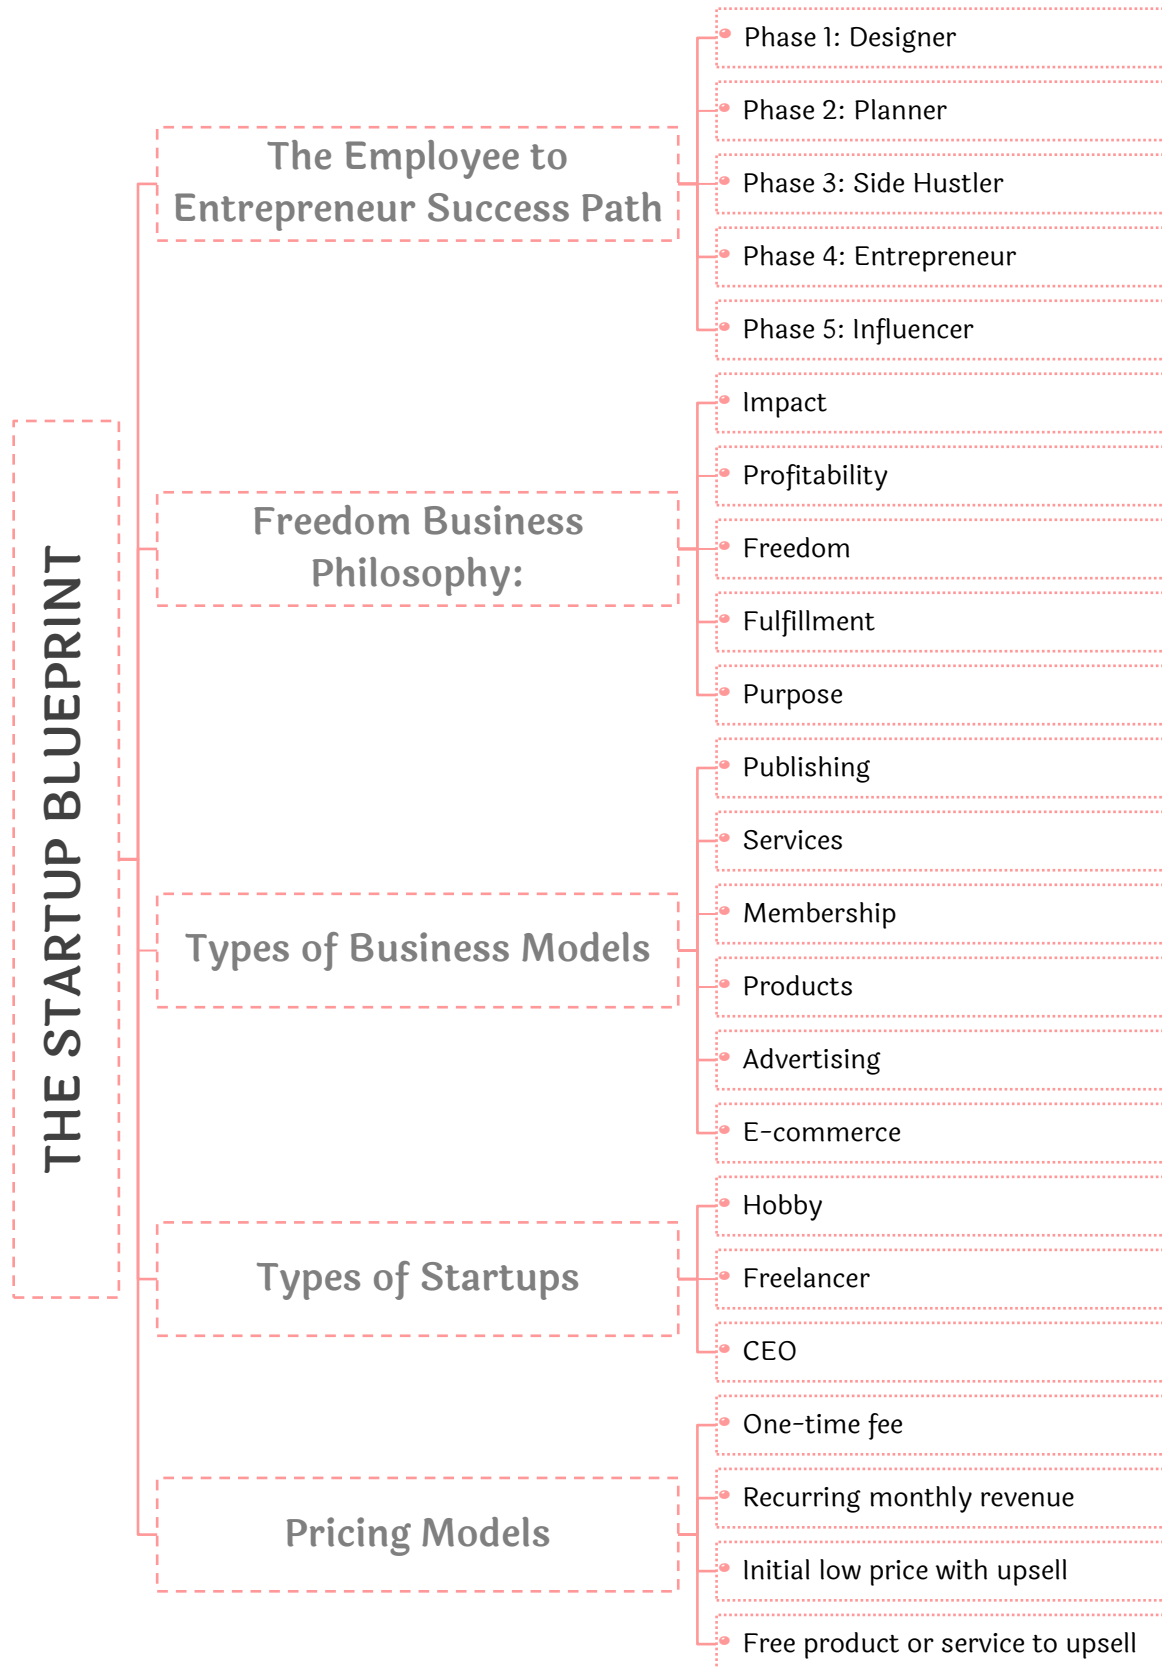 THE STARTUP BLUEPRINT
The Employee to
Entrepreneur Success Path
Phase 1: Designer
Phase 2: Planner
Phase 3: Side Hustler
Phase 4: Entrepreneur
Phase 5: Influencer
Freedom Business
Philosophy:
Impact
Profitability
Freedom
Fulfillment
Purpose
Types of Business Models
Publishing
Services
Membership
Products
Advertising
E-commerce
Types of Startups
Hobby
Freelancer
CEO
Pricing Models
One-time fee
Recurring monthly revenue
Initial low price with upsell
Free product or service to upsell